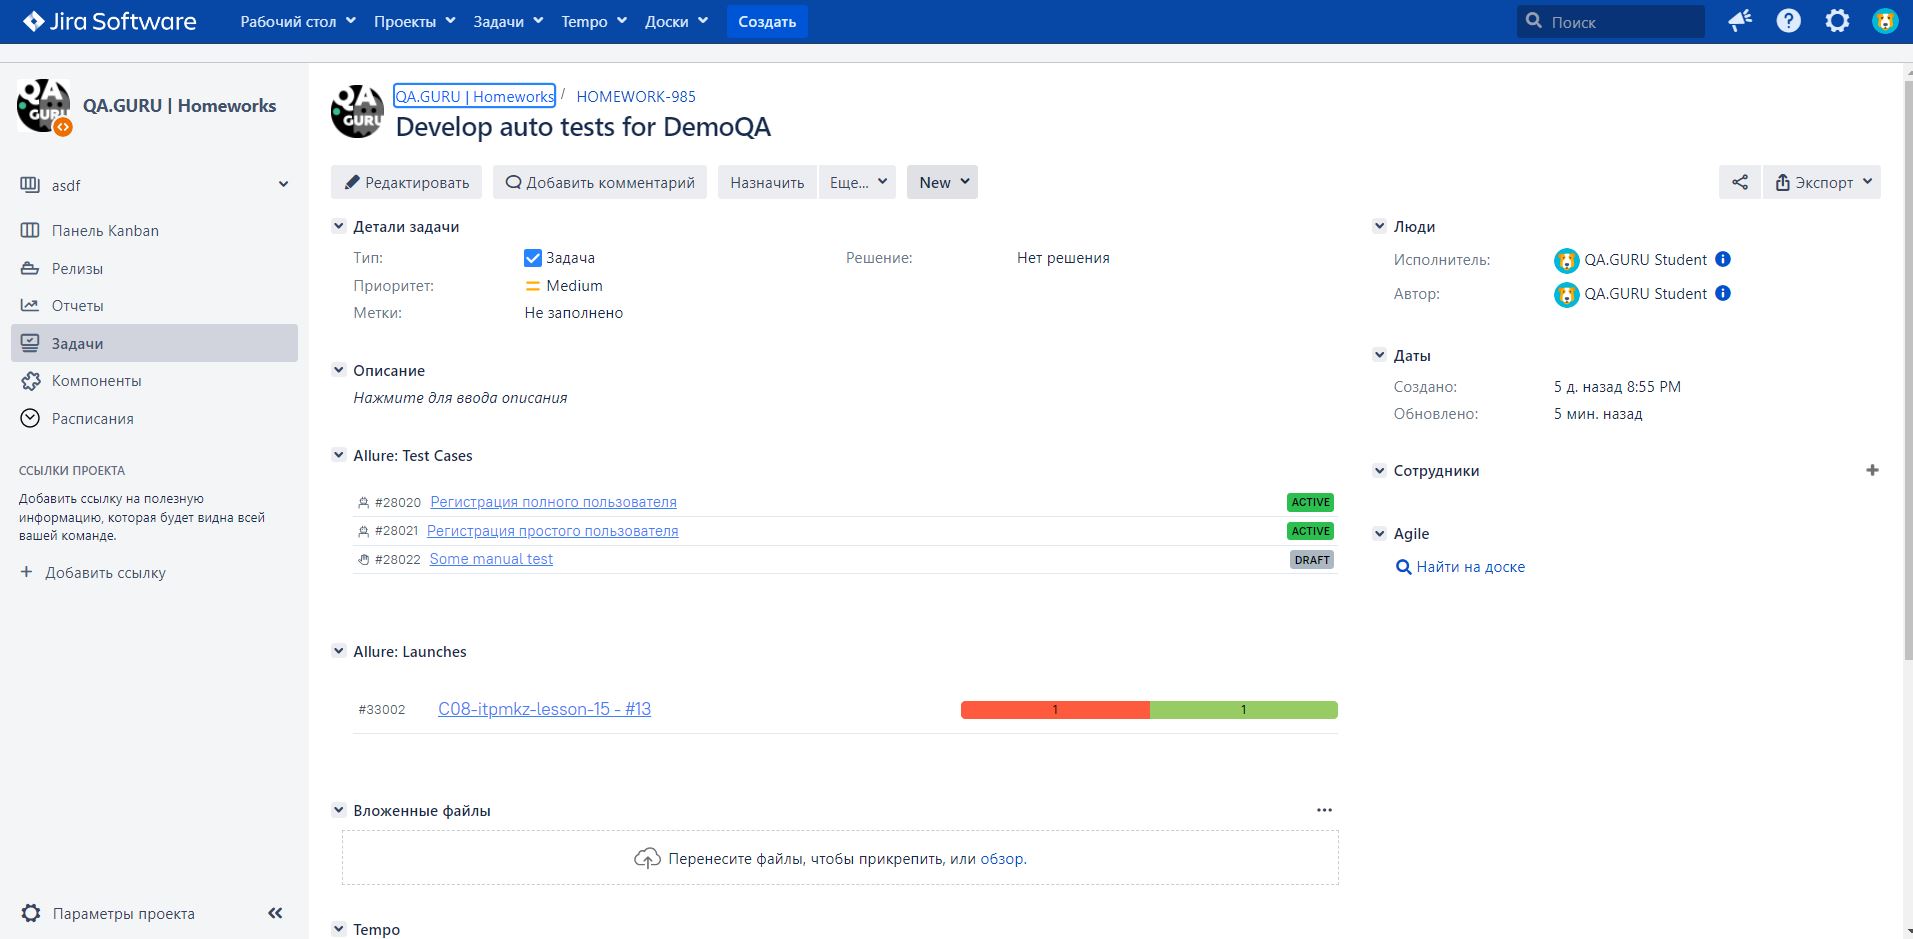 Jira Software Рабочий стол Проекты Задачи Tempo Доски Создать Поиск
QA.GURU | Homeworks
asdf
Панель Kanban
Релизы
Отчеты
Задачи
Компоненты
Расписания
ССЫЛКИ ПРОЕКТА
Добавить ссылку на полезную
информацию, которая будет видна всей
вашей команде.
+ Добавить ссылку
Параметры проекта
QA GURU
QA.GURU | Homeworks / HOMEWORK-985
Develop auto tests for DemoQA
Редактировать Добавить комментарий Назначить Еще... New Экспорт
Детали задачи
Тип: Задача Решение: Нет решения
Приоритет: Medium
Метки: Не заполнено
Описание
Нажмите для ввода описания
Allure: Test Cases
#28020 Регистрация полного пользователя ACTIVE
#28021 Регистрация простого пользователя ACTIVE
#28022 Some manual test DRAFT
Allure: Launches
#33002 C08-itpmkz-lesson-15 - #13 1 1
Вложенные файлы
Перенесите файлы, чтобы прикрепить, или обзор.
Tempo
Люди
Исполнитель: QA.GURU Student
Автор: QA.GURU Student
Даты
Создано: 5 д. назад 8:55 PM
Обновлено: 5 мин. назад
Сотрудники
Agile
Найти на доске